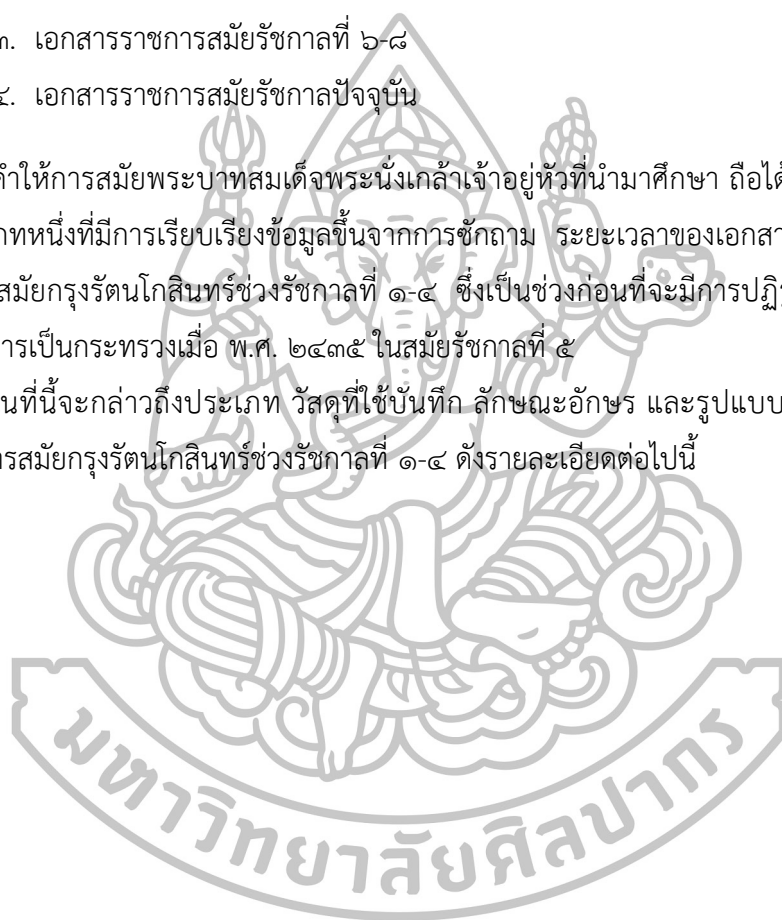 ๓. เอกสารราชการสมัยรัชกาลที่ ๖-๘
๔. เอกสารราชการสมัยรัชกาลปัจจุบัน
คำให้การสมัยพระบาทสมเด็จพระนั่งเกล้าเจ้าอยู่หัวที่นำมาศึกษา ถือได้
ภทหนึ่งที่มีการเรียบเรียงข้อมูลขึ้นจากการซักถาม ระยะเวลาของเอกสา
สมัยกรุงรัตนโกสินทร์ช่วงรัชกาลที่ ๑-๔ ซึ่งเป็นช่วงก่อนที่จะมีการปฏิ
การเป็นกระทรวงเมื่อ พ.ศ. ๒๔๓๕ ในสมัยรัชกาลที่ ๕
นที่นี้จะกล่าวถึงประเภท วัสดุที่ใช้บันทึก ลักษณะอักษร และรูปแบบ
ารสมัยกรุงรัตนโกสินทร์ช่วงรัชกาลที่ ๑-๔ ดังรายละเอียดต่อไปนี้
มหาวิทยาลัยศิลปากร